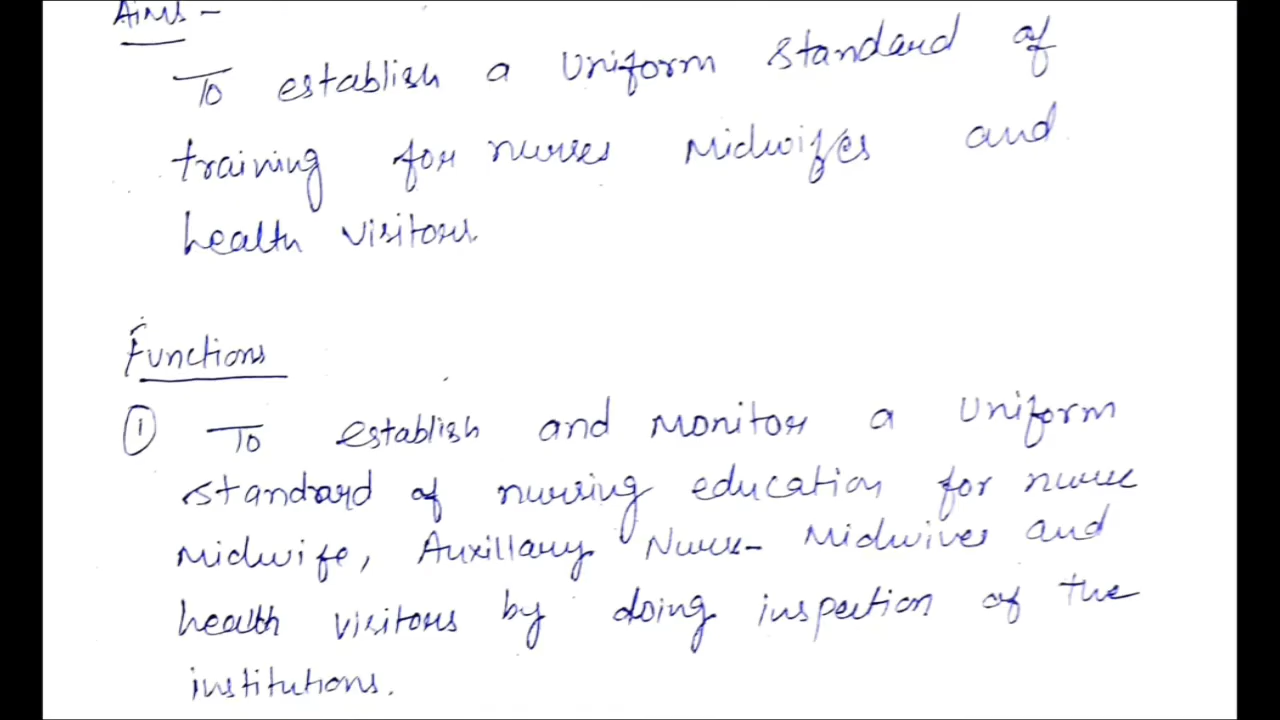 Aims -
To establish a uniform standard of
training for nurses midwifes and
health visitors.
Functions
① To establish and monitor a uniform
standard of nursing education for nurse
midwife, Auxillary Nurse- Midwives and
health visitors by doing inspection of the
institutions.